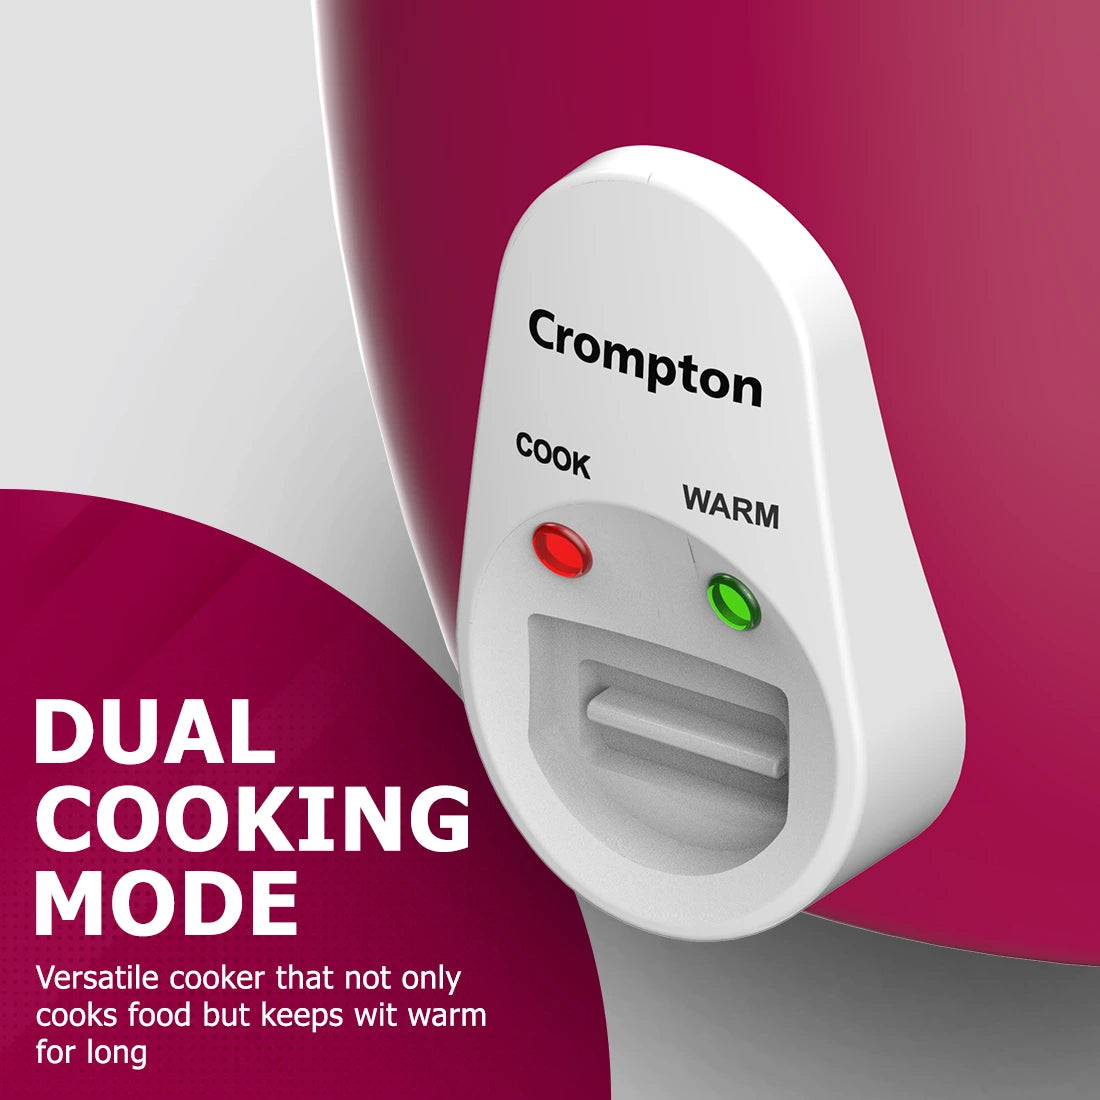 Crompton
COOK
WARM
DUAL
COOKING
MODE
Versatile cooker that not only
cooks food but keeps wit warm
for long